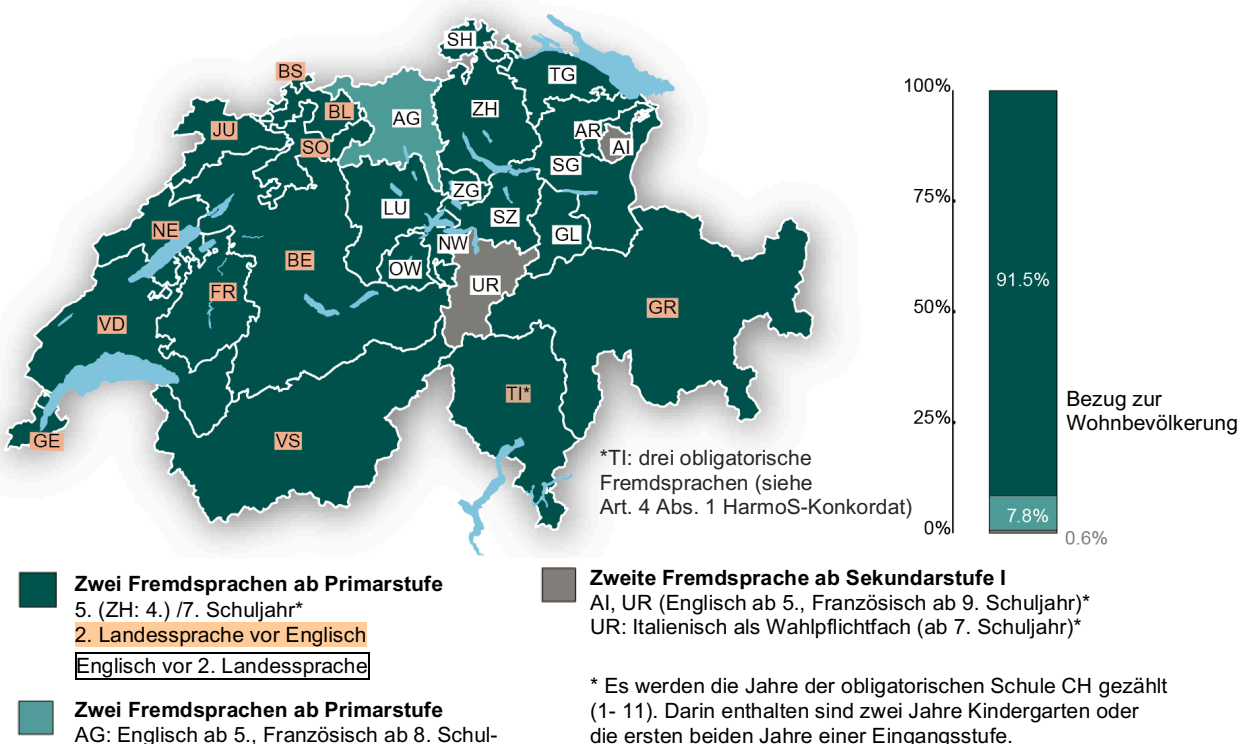 SH
BS
TG
100%
BL
ZH
AG
JU
AR
SO
AI
SG
75%
ZG
LU
SZ
NE
GL
NW
BE
OW
91.5%
UR
FR
50%
GR
VD
TI*
Bezug zur
Wohnbevölkerung
25%
GE
VS
*TI: drei obligatorische
Fremdsprachen (siehe
Art. 4 Abs. 1 HarmoS-Konkordat)
7.8%
0%
0.6%
Zwei Fremdsprachen ab Primarstufe
5. (ZH: 4.) /7. Schuljahr*
2. Landessprache vor Englisch
Englisch vor 2. Landessprache
Zwei Fremdsprachen ab Primarstufe
AG: Englisch ab 5., Französisch ab 8. Schul-
Zweite Fremdsprache ab Sekundarstufe I
AI, UR (Englisch ab 5., Französisch ab 9. Schuljahr)*
UR: Italienisch als Wahlpflichtfach (ab 7. Schuljahr)*
* Es werden die Jahre der obligatorischen Schule CH gezählt
(1- 11). Darin enthalten sind zwei Jahre Kindergarten oder
die ersten beiden Jahre einer Eingangsstufe.